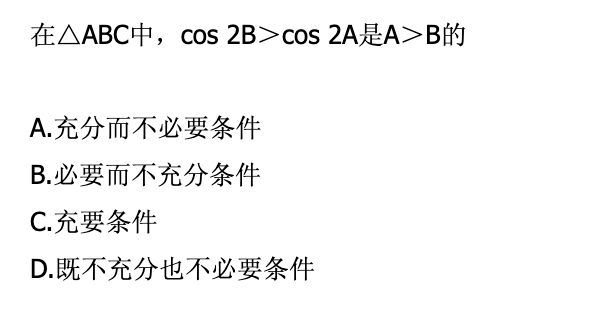 在△ABC中，cos 2B＞cos 2A是A＞B的
A.充分而不必要条件
B.必要而不充分条件
C.充要条件
D.既不充分也不必要条件